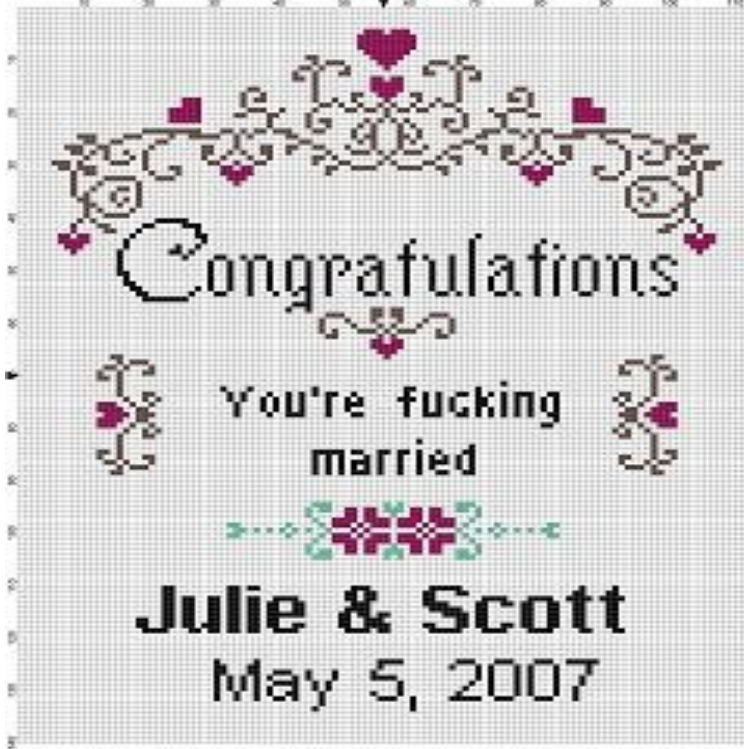 Congratulations
You're fucking
married
Julie & Scott
May 5, 2007